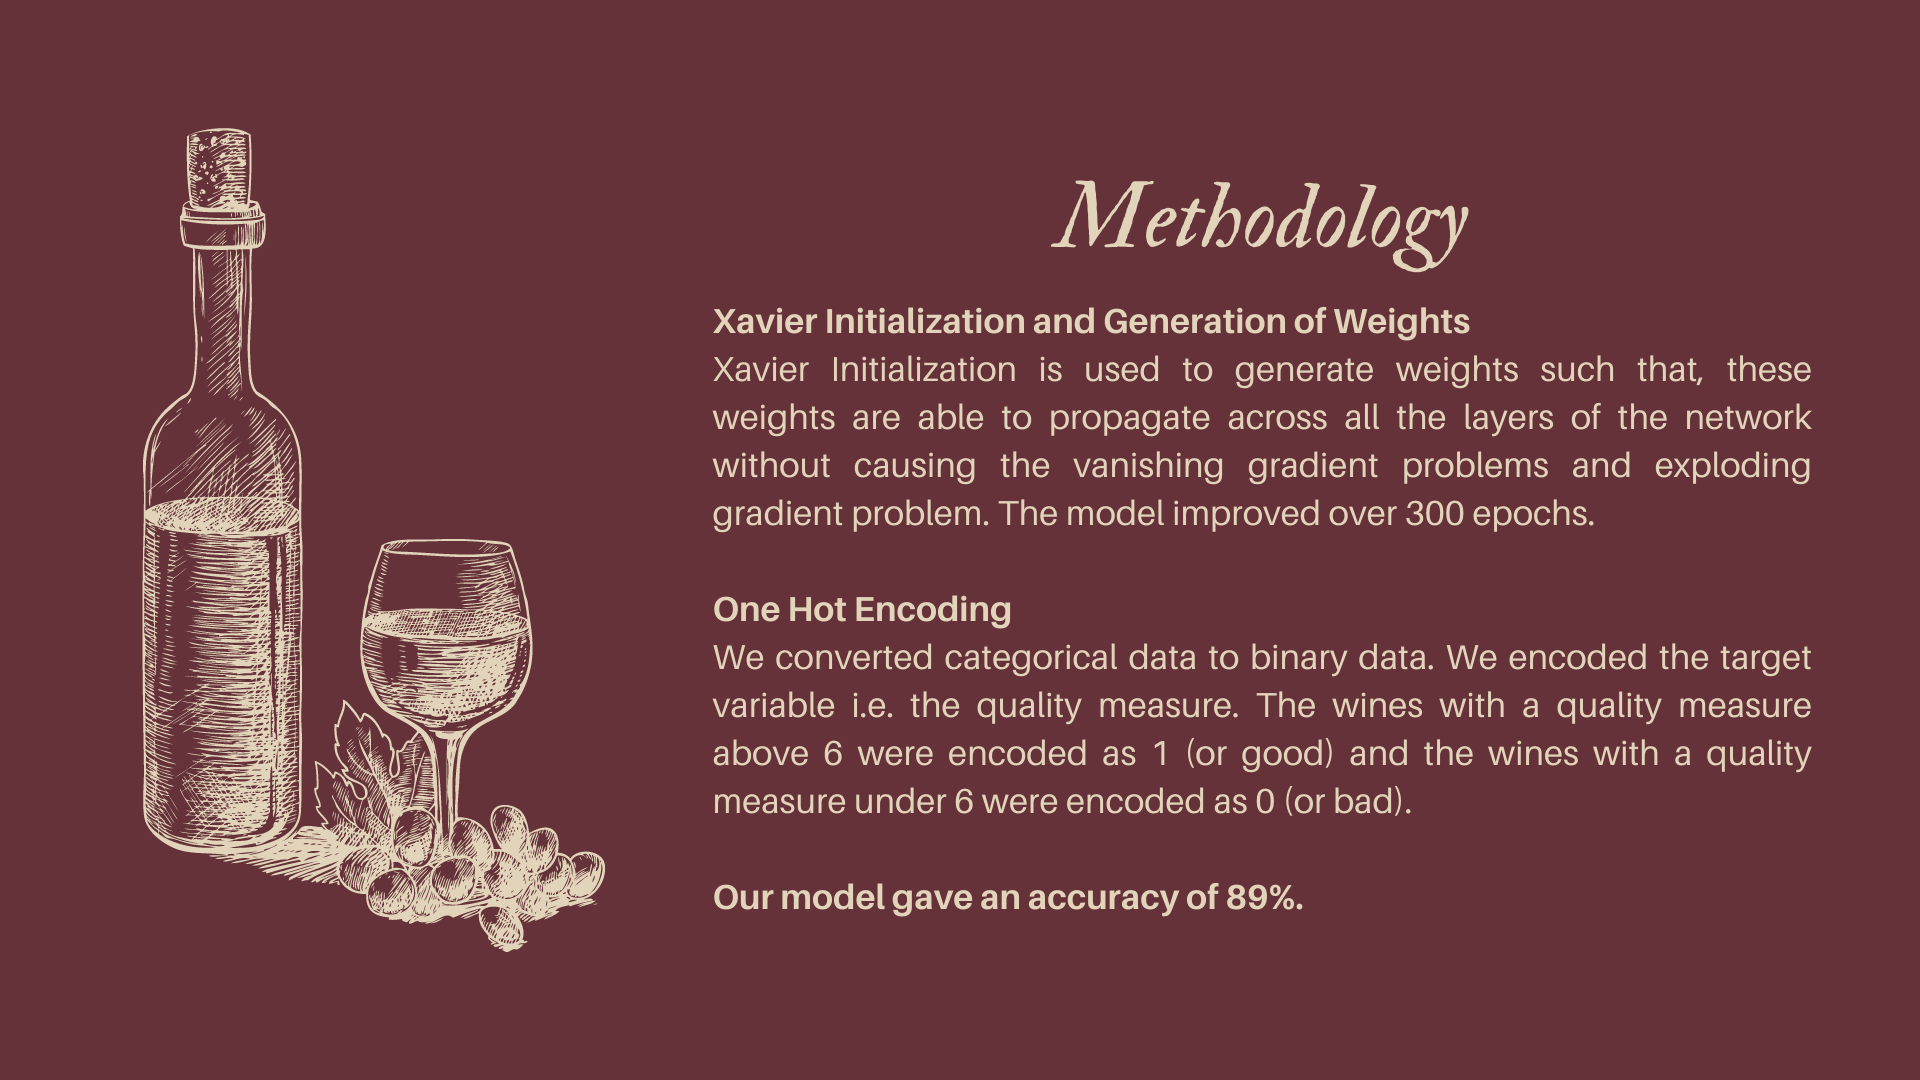 Methodology
Xavier Initialization and Generation of Weights
Xavier Initialization is used to generate weights such that, these
weights are able to propagate across all the layers of the network
without causing the vanishing gradient problems and exploding
gradient problem. The model improved over 300 epochs.
One Hot Encoding
We converted categorical data to binary data. We encoded the target
variable i.e. the quality measure. The wines with a quality measure
above 6 were encoded as 1 (or good) and the wines with a quality
measure under 6 were encoded as 0 (or bad).
Our model gave an accuracy of 89%.